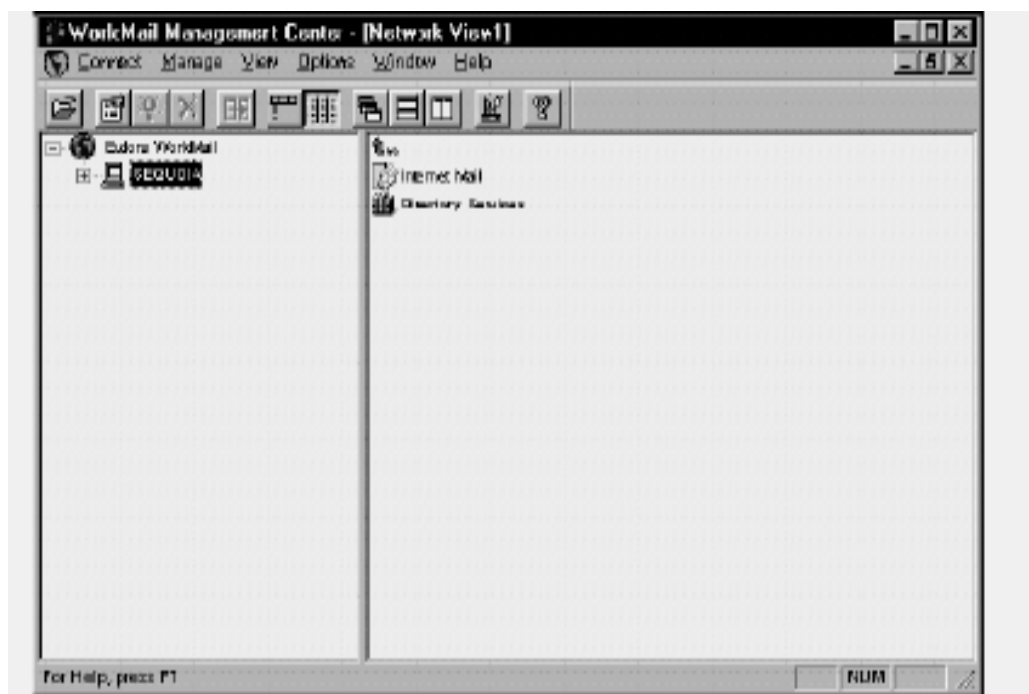 WorkMail Management Center - [Network View1]
Connect Manage View Options Window Help
Eudora WorldMail
SEQUOIA
..
Internet Mail
Directory Services
For Help, press F1
NUM